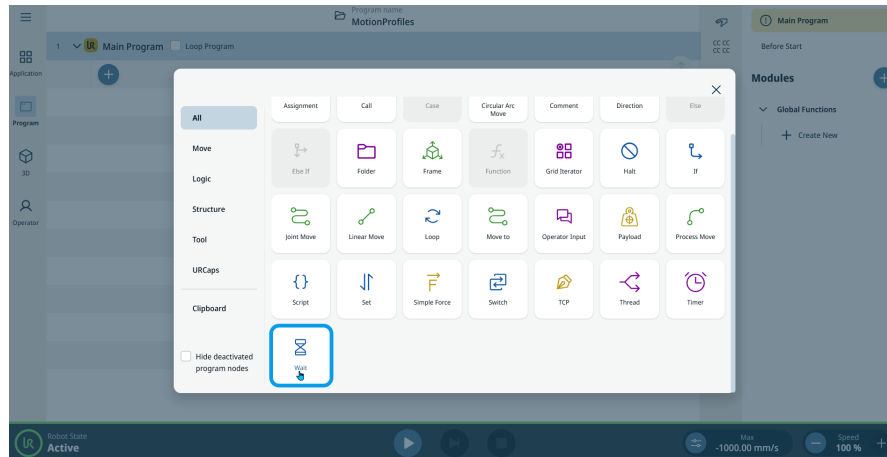 Program name
MotionProfiles
1
UR
Main Program
Loop Program
CC CC
CC CC
Main Program
Before Start
Modules
Global Functions
Create New
Application
Program
3D
Operator
All
Move
Logic
Structure
Tool
URCaps
Clipboard
Hide deactivated
program nodes
Assignment
Call
Case
Circular Arc
Move
Comment
Direction
Else
Else If
Folder
Frame
fx
Function
Grid Iterator
Halt
If
Joint Move
Linear Move
Loop
Move to
Operator Input
Payload
Process Move
{}
Script
Set
F
Simple Force
Switch
TCP
Thread
Timer
Wait
UR
Robot State
Active
Max
-1000.00 mm/s
Speed
100 %